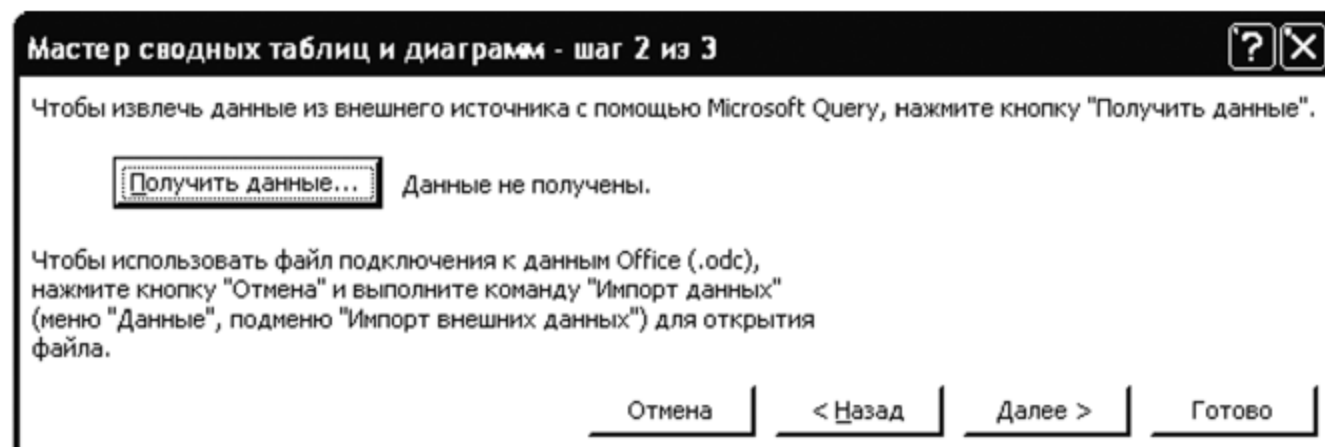 Мастер сводных таблиц и диаграмм - шаг 2 из 3
Чтобы извлечь данные из внешнего источника с помощью Microsoft Query, нажмите кнопку "Получить данные".
Получить данные... Данные не получены.
Чтобы использовать файл подключения к данным Office (.odc),
нажмите кнопку "Отмена" и выполните команду "Импорт данных"
(меню "Данные", подменю "Импорт внешних данных") для открытия
файла.
Отмена < Назад Далее > Готово